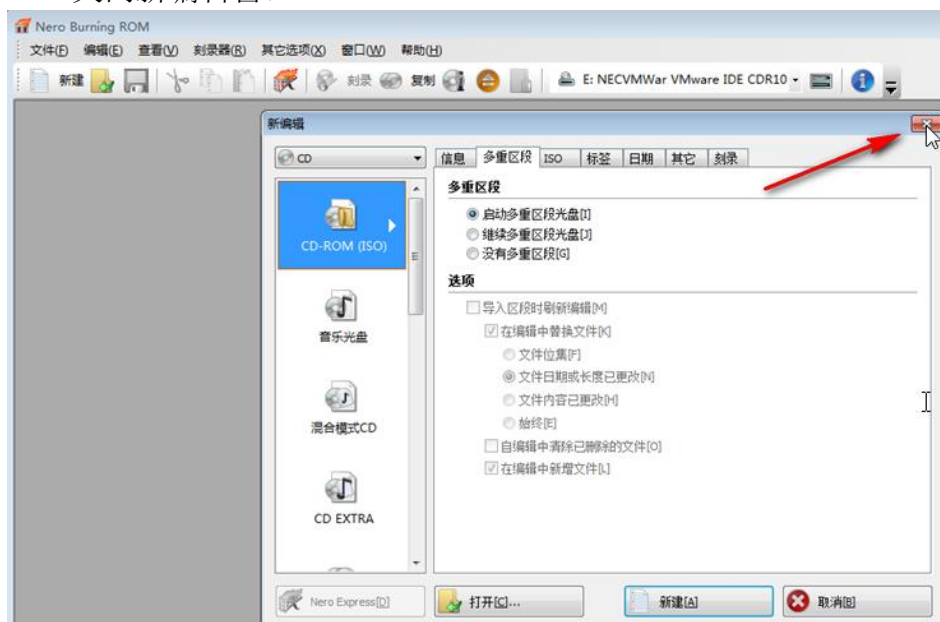 Nero Burning ROM
文件(F) 编辑(E) 查看(V) 刻录器(R) 其它选项(X) 窗口(W) 帮助(H)
新建 刻录 复制 E: NECVMWar VMware IDE CDR10
新编辑
CD
信息 多重区段 ISO 标签 日期 其它 刻录
多重区段
启动多重区段光盘[I]
继续多重区段光盘[J]
没有多重区段[G]
CD-ROM (ISO)
选项
导入区段时刷新编辑[M]
在编辑中替换文件[K]
音乐光盘
文件位集[F]
文件日期或长度已更改[N]
文件内容已更改[H]
始终[E]
混合模式CD
自编辑中清除已删除的文件[O]
在编辑中新增文件[L]
CD EXTRA
Nero Express[D] 打开[C]... 新建[A] 取消[B]